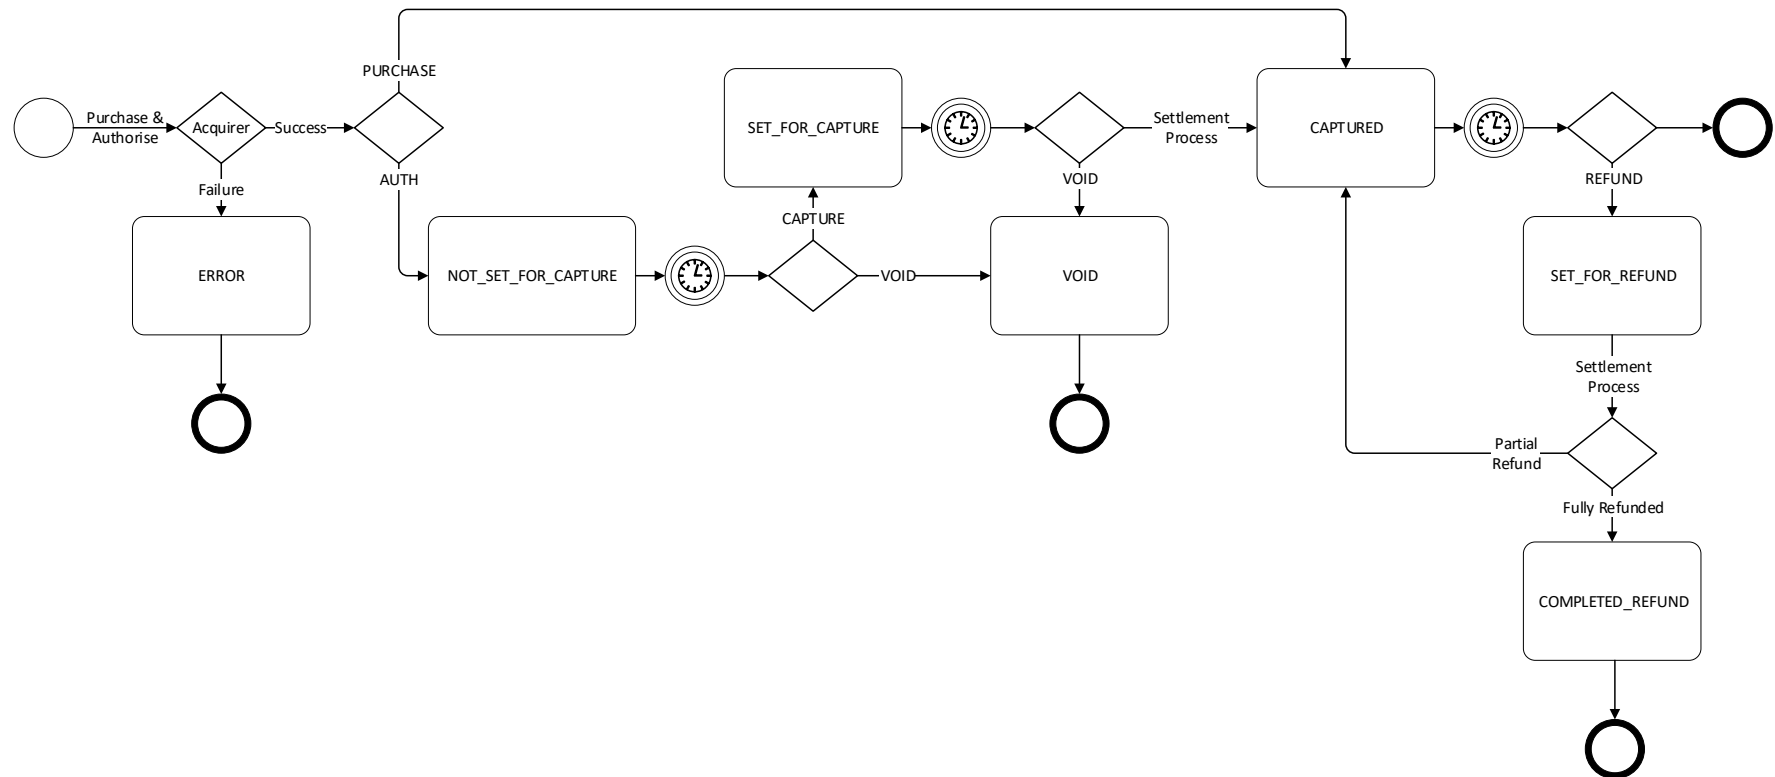 PURCHASE
Purchase &
Authorise
Acquirer
Success
SET_FOR_CAPTURE
Settlement
Process
CAPTURED
Failure
AUTH
VOID
REFUND
CAPTURE
ERROR
NOT_SET_FOR_CAPTURE
VOID
VOID
SET_FOR_REFUND
Settlement
Process
Partial
Refund
Fully Refunded
COMPLETED_REFUND